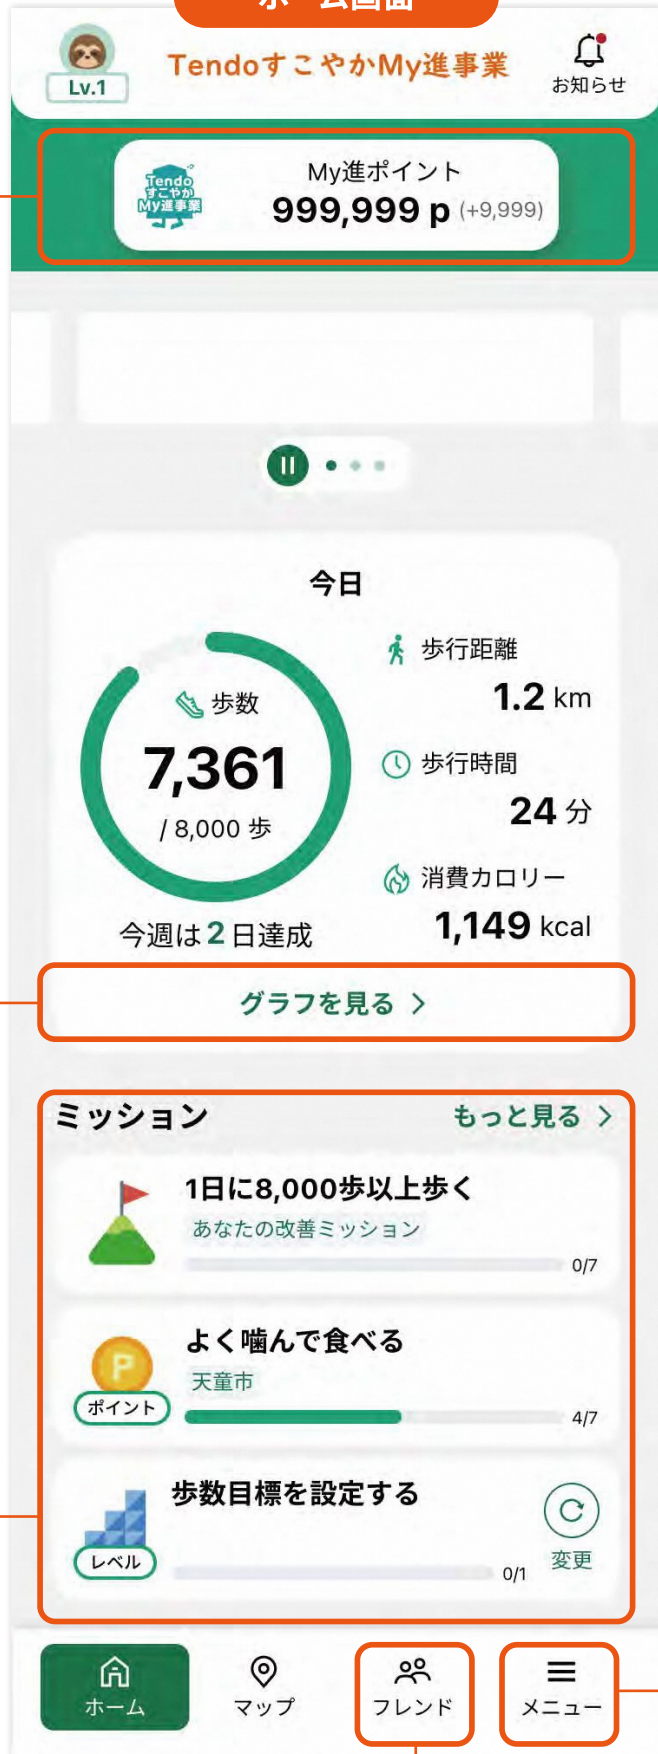 ホーム画面
Lv.1
TendoすこやかMy進事業
お知らせ
Tendo
すこやか
My進事業
My進ポイント
999,999 p (+9,999)
今日
歩数
7,361
/ 8,000 歩
今週は 2 日達成
歩行距離
1.2 km
歩行時間
24 分
消費カロリー
1,149 kcal
グラフを見る
ミッション
もっと見る
1日に8,000歩以上歩く
あなたの改善ミッション
0/7
P
よく噛んで食べる
天童市
ポイント
4/7
歩数目標を設定する
レベル
0/1
変更
ホーム
マップ
フレンド
メニュー